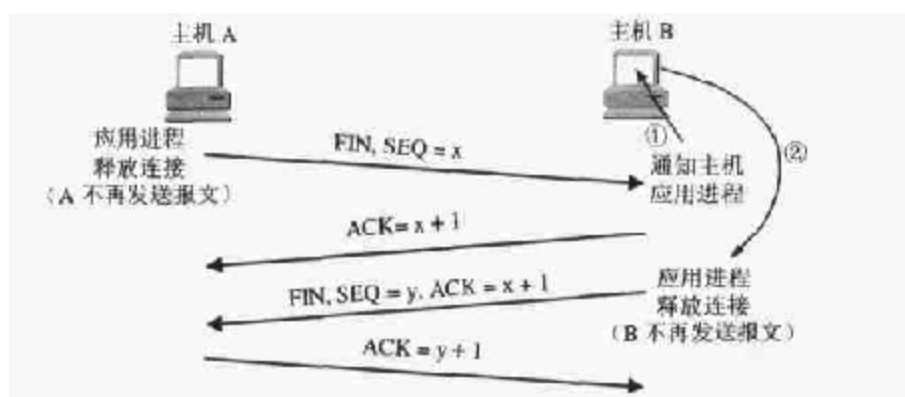 主机 A
主机 B
应用进程
释放连接
（A 不再发送报文）
FIN, SEQ = x
①
②
通知主机
应用进程
ACK= x + 1
FIN, SEQ = y, ACK = x + 1
应用进程
释放连接
（B 不再发送报文）
ACK = y + 1